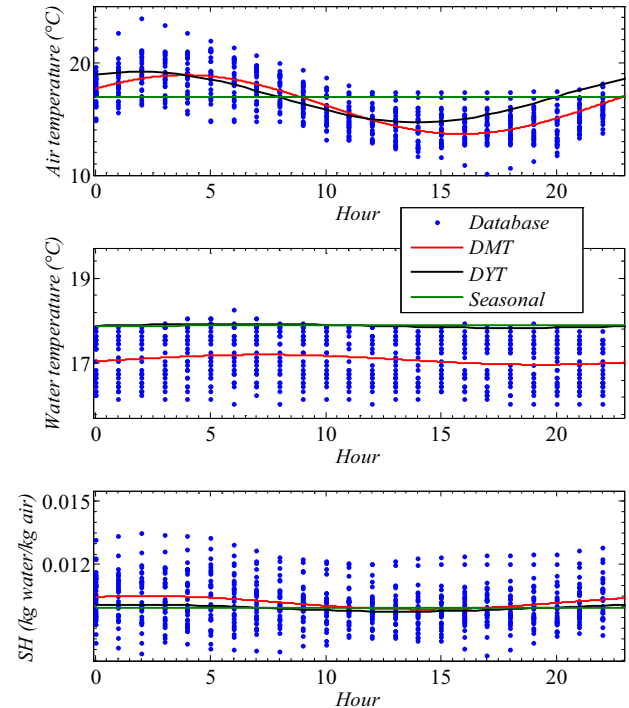 Air temperature (°C)
20
10
0 5 10 15 20
Hour
Database
DMT
DYT
Seasonal
Water temperature (°C)
19
17
0 5 10 15 20
Hour
SH (kg water/kg air)
0.015
0.012
0 5 10 15 20
Hour